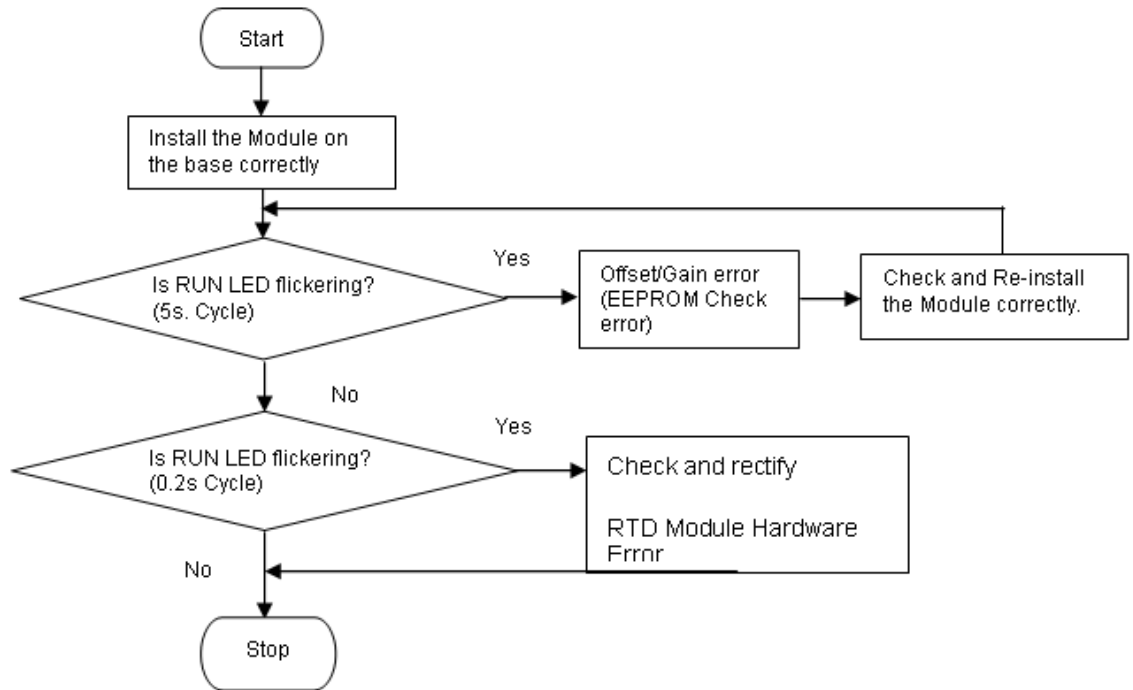 Start
Install the Module on
the base correctly
Is RUN LED flickering?
(5s. Cycle)
Yes
Offset/Gain error
(EEPROM Check
error)
Check and Re-install
the Module correctly.
No
Is RUN LED flickering?
(0.2s Cycle)
Yes
Check and rectify
RTD Module Hardware
Error
No
Stop